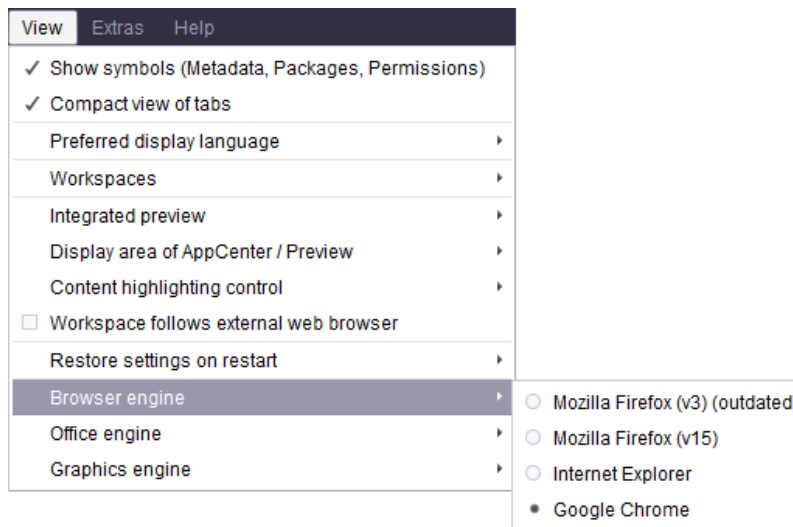 View Extras Help
Show symbols (Metadata, Packages, Permissions)
Compact view of tabs
Preferred display language
Workspaces
Integrated preview
Display area of AppCenter / Preview
Content highlighting control
Workspace follows external web browser
Restore settings on restart
Browser engine
Office engine
Graphics engine
Mozilla Firefox (v3) (outdated
Mozilla Firefox (v15)
Internet Explorer
Google Chrome